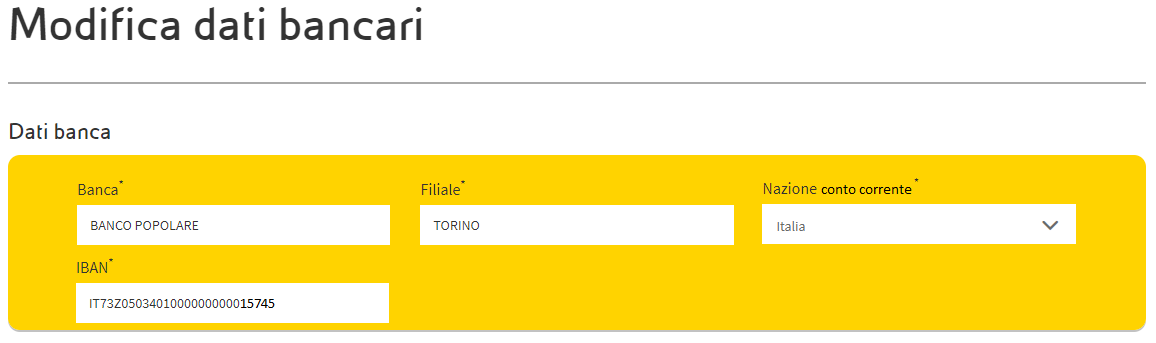 Modifica dati bancari
Dati banca
Banca* Filiale* Nazione conto corrente*
BANCO POPOLARE TORINO Italia
IBAN*
IT73Z0503401000000000015745